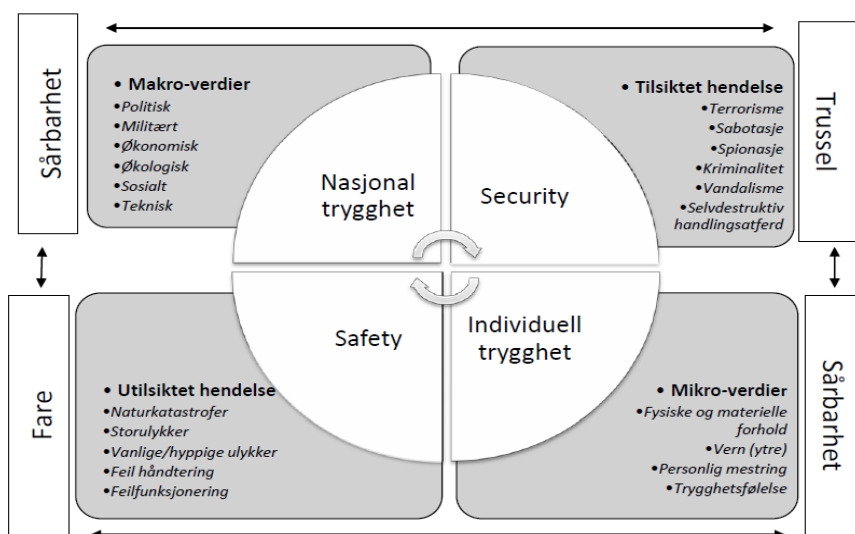 Sårbarhet
• Makro-verdier
•Politisk
•Militært
•Økonomisk
•Økologisk
•Sosialt
•Teknisk
Nasjonal
trygghet
Security
• Tilsiktet hendelse
•Terrorisme
•Sabotasje
•Spionasje
•Kriminalitet
•Vandalisme
•Selvdestruktiv
handlingsatferd
Trussel
Fare
• Utilsiktet hendelse
•Naturkatastrofer
•Storulykker
•Vanlige/hyppige ulykker
•Feil håndtering
•Feilfunksjonering
Safety
Individuell
trygghet
• Mikro-verdier
•Fysiske og materielle
forhold
•Vern (ytre)
•Personlig mestring
•Trygghetsfølelse
Sårbarhet